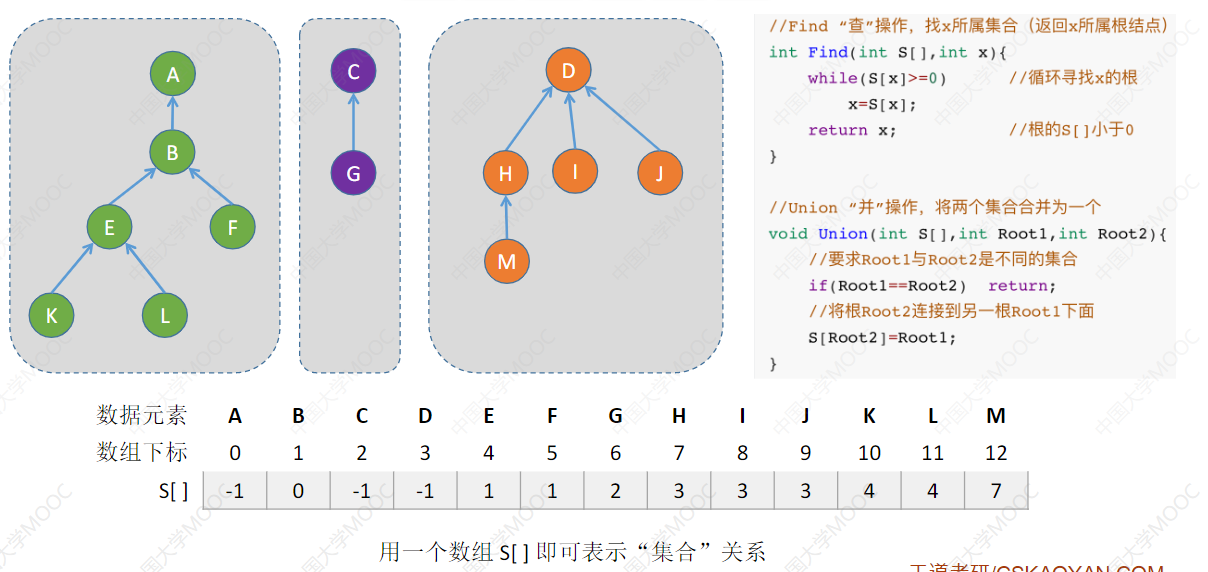 A
B
E
F
K
L
C
G
D
H
I
J
M
//Find “查”操作，找x所属集合（返回x所属根结点）
int Find(int S[],int x){
while(S[x]>=0) //循环寻找x的根
x=S[x];
return x; //根的S[]小于0
}
//Union “并”操作，将两个集合合并为一个
void Union(int S[],int Root1,int Root2){
//要求Root1与Root2是不同的集合
if(Root1==Root2) return;
//将根Root2连接到另一根Root1下面
S[Root2]=Root1;
}
数据元素 A B C D E F G H I J K L M
数组下标 0 1 2 3 4 5 6 7 8 9 10 11 12
S[ ] -1 0 -1 -1 1 1 2 3 3 3 4 4 7
用一个数组 S[ ] 即可表示“集合”关系
王道考研/CSKAOYAN.COM
中国大学MOOC